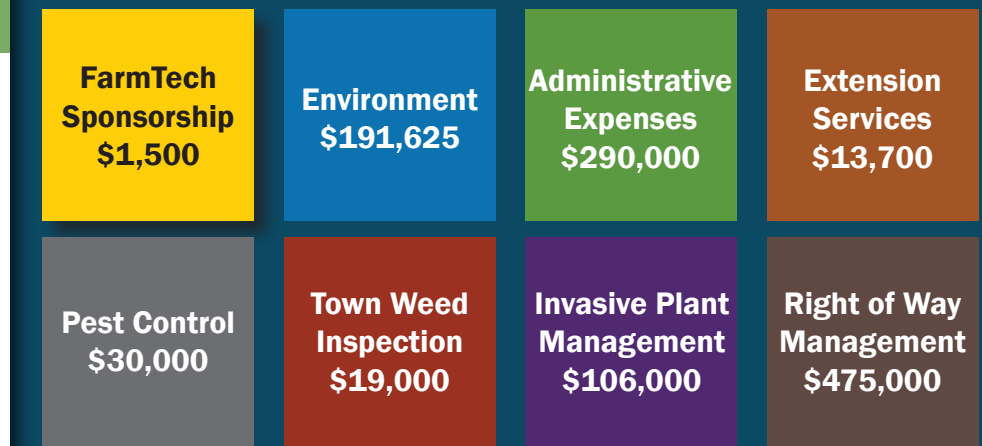 FarmTech
Sponsorship
$1,500
Environment
$191,625
Administrative
Expenses
$290,000
Extension
Services
$13,700
Pest Control
$30,000
Town Weed
Inspection
$19,000
Invasive Plant
Management
$106,000
Right of Way
Management
$475,000